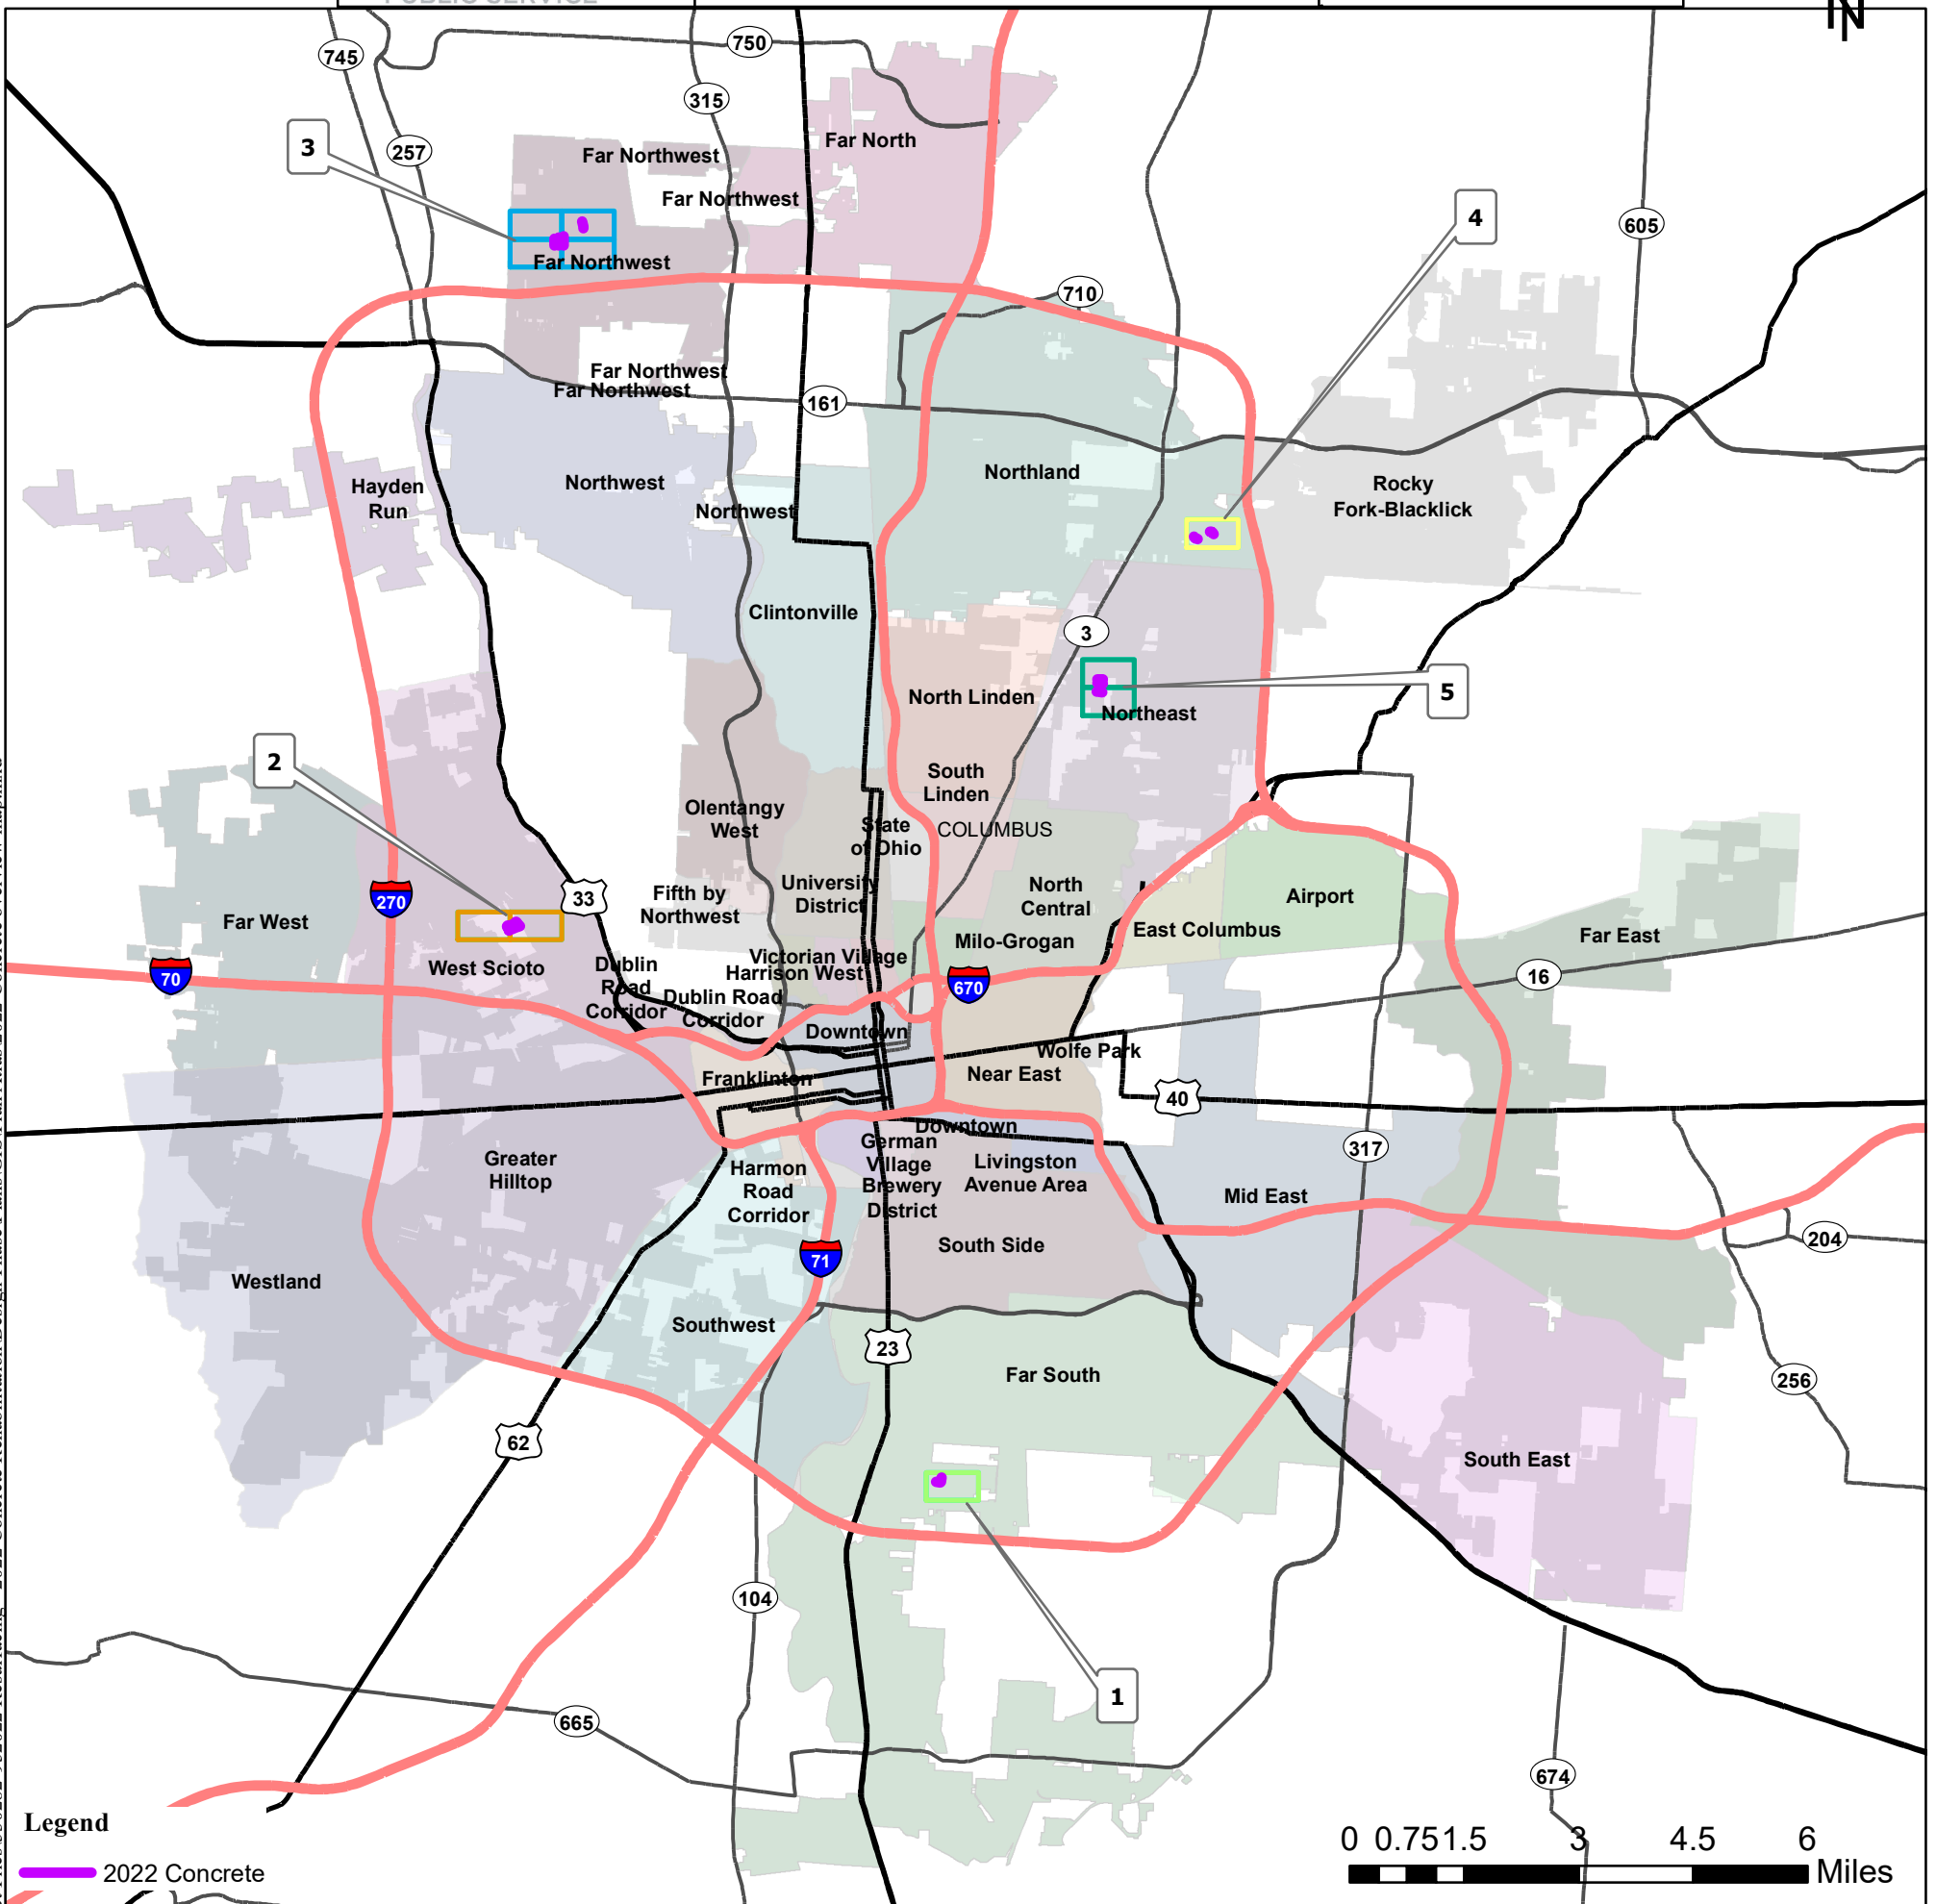 PUBLIC SERVICE
N
745
750
315
257
Far North
Far Northwest
3
Far Northwest
4
605
Far Northwest
710
Far Northwest
Far Northwest
161
Northland
Northwest
Hayden
Run
Rocky
Fork-Blacklick
Northwest
Clintonville
3
North Linden
5
Northeast
2
South
Linden
Olentangy
West
State
of Ohio
COLUMBUS
University
District
North
Central
Airport
33
270
Fifth by
Northwest
Far West
East Columbus
Far East
Milo-Grogan
Victorian Village
Harrison West
West Scioto
Dublin
Road
Corridor
70
670
16
Dublin Road
Corridor
Downtown
Wolfe Park
Near East
Franklinton
40
Downtown
German
Village
317
Greater
Hilltop
Harmon
Road
Corridor
Livingston
Avenue Area
Brewery
District
Mid East
South Side
204
71
Westland
Southwest
23
Far South
256
62
South East
104
1
665
674
Legend
2022 Concrete
0 0.75 1.5 3 4.5 6
Miles